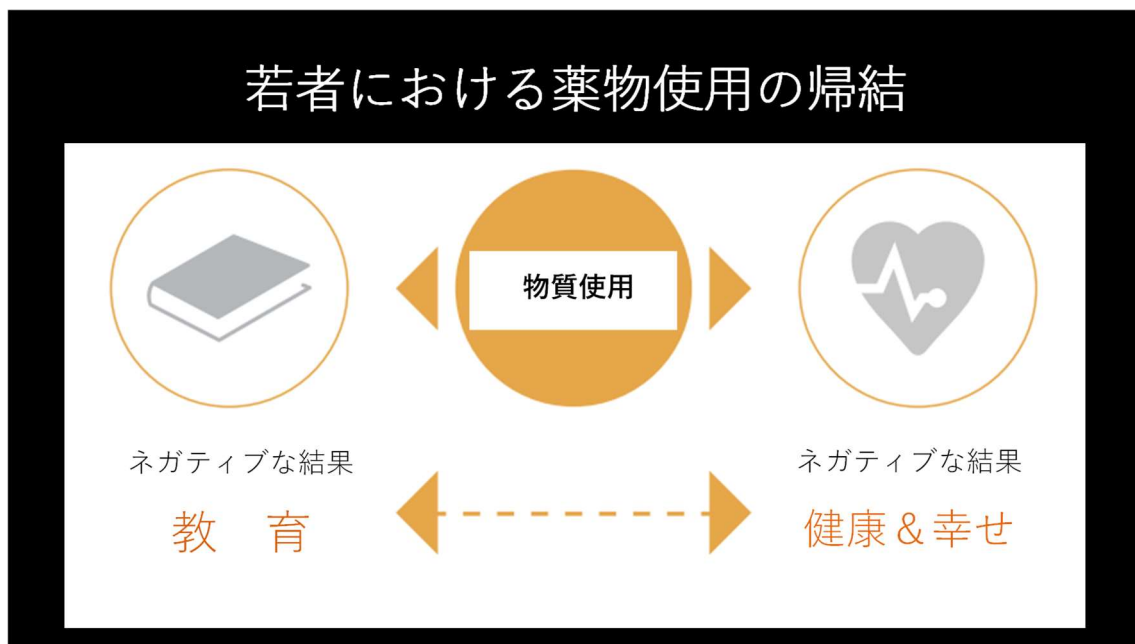 若者における薬物使用の帰結
物質使用
ネガティブな結果
教　育
ネガティブな結果
健康＆幸せ